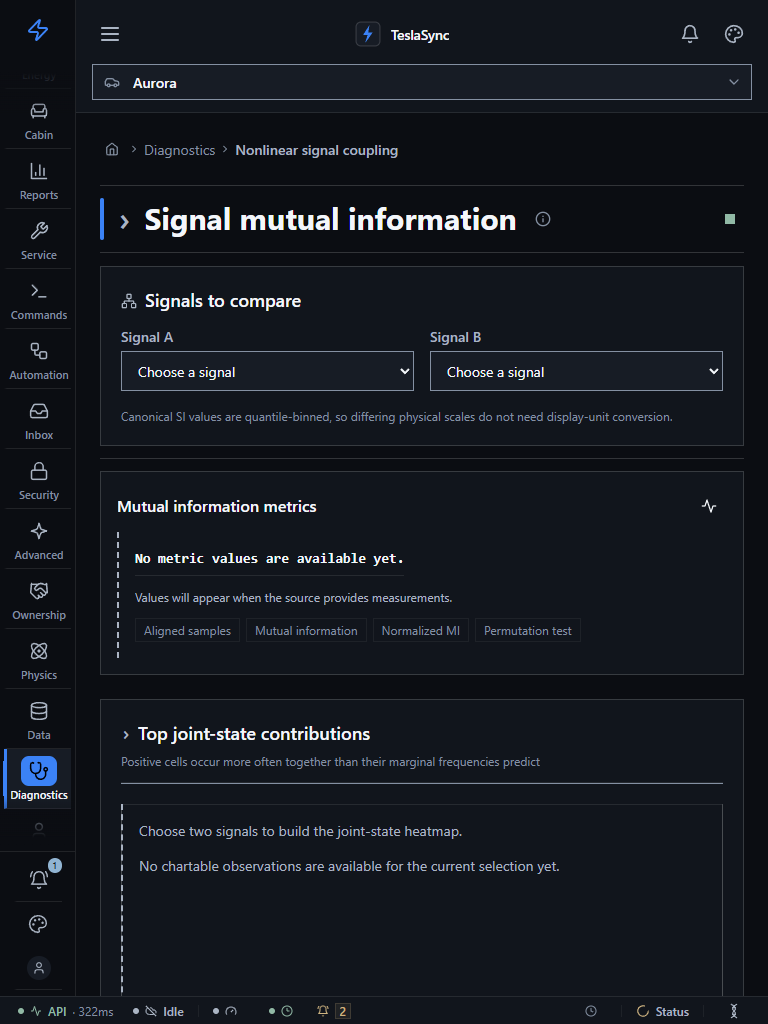 TeslaSync
Aurora
Cabin
Reports
Service
Commands
Automation
Inbox
Security
Advanced
Ownership
Physics
Data
Diagnostics
1
Diagnostics
Nonlinear signal coupling
Signal mutual information
Signals to compare
Signal A
Signal B
Choose a signal
Choose a signal
Canonical SI values are quantile-binned, so differing physical scales do not need display-unit conversion.
Mutual information metrics
No metric values are available yet.
Values will appear when the source provides measurements.
Aligned samples
Mutual information
Normalized MI
Permutation test
Top joint-state contributions
Positive cells occur more often together than their marginal frequencies predict
Choose two signals to build the joint-state heatmap.
No chartable observations are available for the current selection yet.
API · 322ms
Idle
2
Status